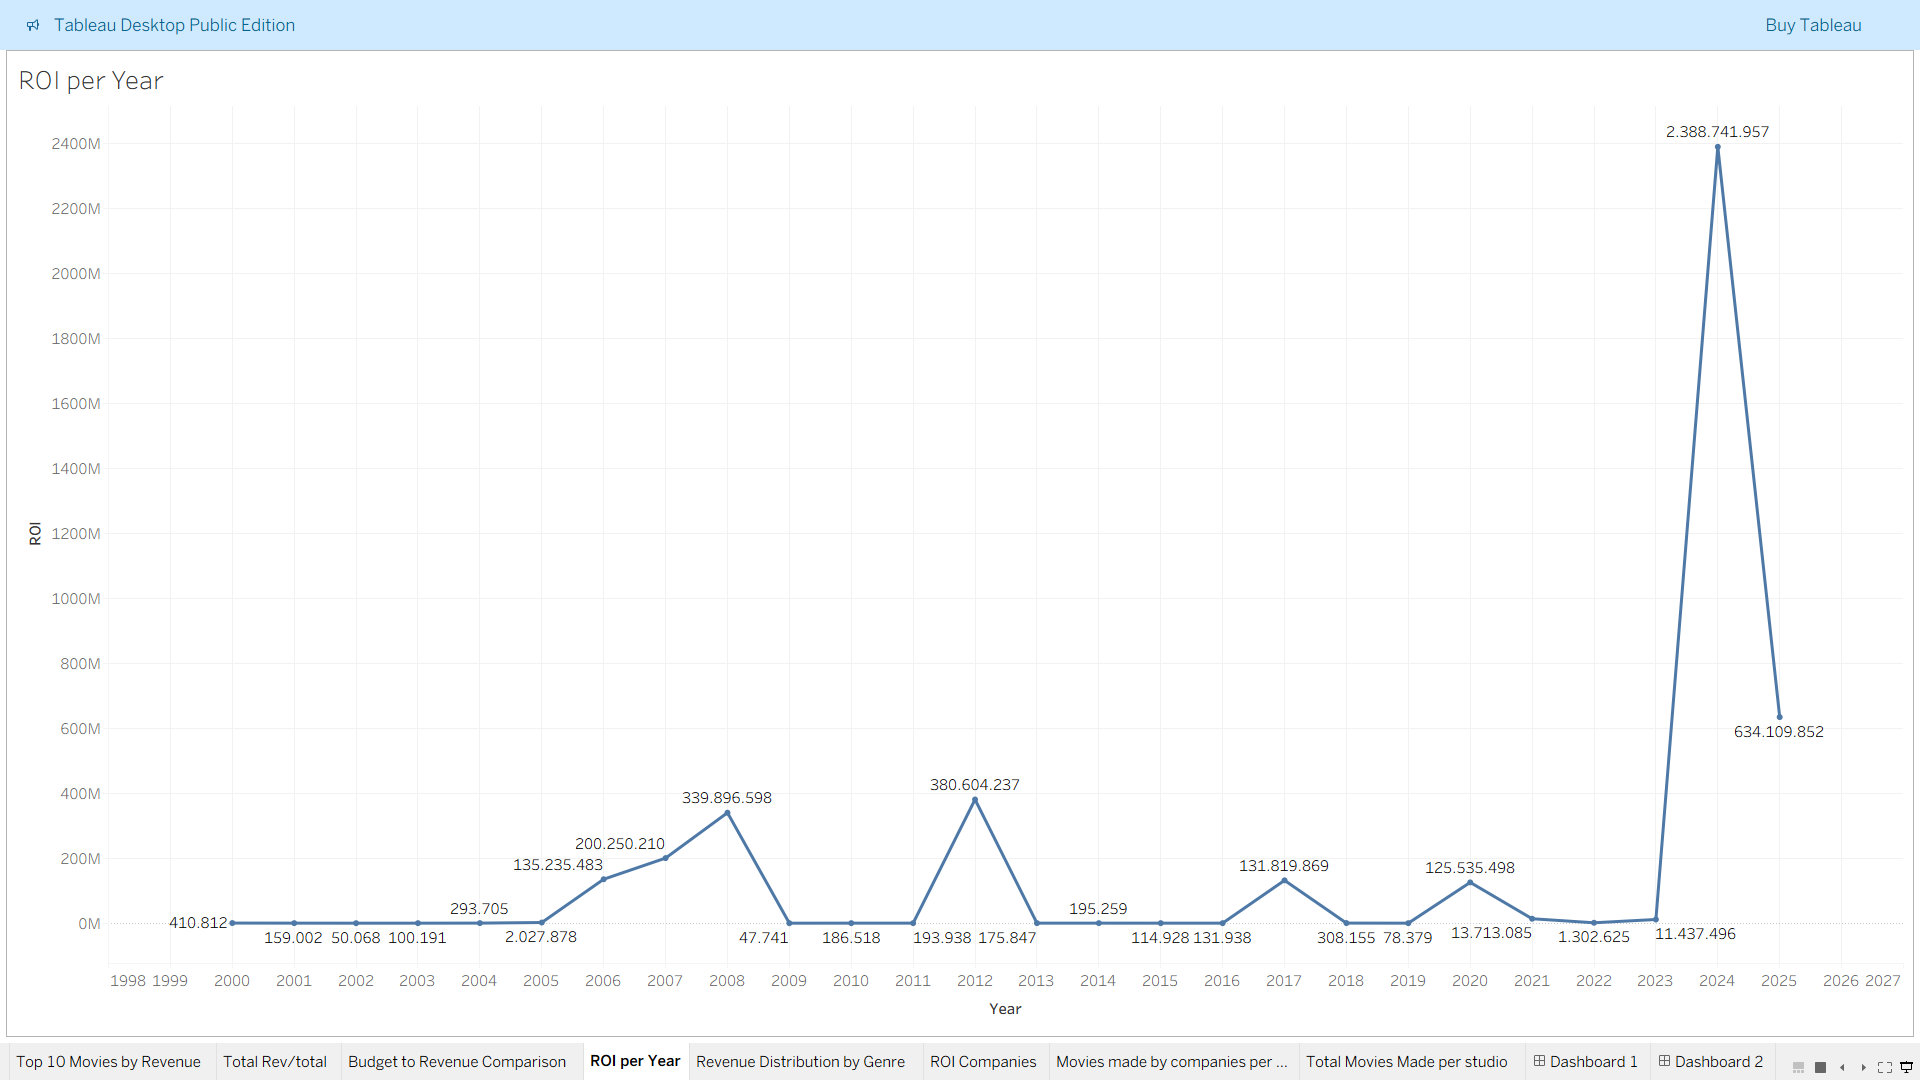 Tableau Desktop Public Edition
Buy Tableau
ROI per Year
2400M
2200M
2000M
1800M
1600M
1400M
1200M
1000M
800M
600M
400M
200M
0M
ROI
2.388.741.957
634.109.852
380.604.237
339.896.598
200.250.210
135.235.483
131.819.869
125.535.498
293.705
195.259
410.812
159.002 50.068 100.191 2.027.878 47.741 186.518 193.938 175.847 114.928 131.938 308.155 78.379 13.713.085 1.302.625 11.437.496
1998 1999 2000 2001 2002 2003 2004 2005 2006 2007 2008 2009 2010 2011 2012 2013 2014 2015 2016 2017 2018 2019 2020 2021 2022 2023 2024 2025 2026 2027
Year
Top 10 Movies by Revenue Total Rev/total Budget to Revenue Comparison ROI per Year Revenue Distribution by Genre ROI Companies Movies made by companies per ... Total Movies Made per studio Dashboard 1 Dashboard 2